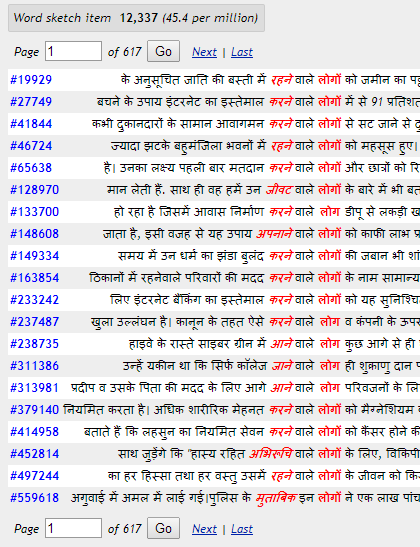 Word sketch item 12,337 (45.4 per million)
Page 1 of 617 Go Next | Last
#19929 के अनुसूचित जाति की बस्ती में रहने वाले लोगों को जमीन का पट्
#27749 बचने के उपाय इंटरनेट का इस्तेमाल करने वाले लोगों में से 91 प्रतिशत
#41844 कभी दुकानदारों के सामान आवागमन करने वाले लोगों से सट जाने से दु
#46724 ज्यादा झटके बहुमंजिला भवनों में रहने वाले लोगों को महसूस हुए।
#65638 है। उनका लक्ष्य पहली बार मतदान करने वाले लोगों और छात्रों को रि
#128970 मान लेती हैं. साथ ही वह हमें उन जीवट वाले लोगों के बारे में भी बत
#133700 हो रहा है जिसमें आवास निर्माण करने वाले लोग डीपू से लकड़ी ख
#148608 जाता है, इसी वजह से यह उपाय अपनाने वाले लोगों को काफी लाभ प्र
#149334 समय में उन धर्म का झंडा बुलंद करने वाले लोगों की जबान भी शां
#163854 ठिकानों में रहनेवाले परिवारों की मदद करने वाले लोगों के नाम सामान्य
#233242 लिए इंटरनेट बैंकिंग का इस्तेमाल करने वाले लोगों को यह सुनिश्चि
#237487 खुला उल्लंघन है। कानून के तहत ऐसे करने वाले लोग व कंपनी के ऊपर
#238735 हाइवे के रास्ते साइबर ग्रीन में आने वाले लोग कुछ आगे से ही
#311386 उन्हें यकीन था कि सिर्फ कॉलेज जाने वाले लोग ही शुक्राणु दान प
#313981 प्रदीप व उसके पिता की मदद के लिए आगे आने वाले लोग परिवजनों के लि
#379140 नियमित करता है। अधिक शारीरिक मेहनत करने वाले लोगों को मैग्नेशियम व
#414958 बताते हैं कि लहसुन का नियमित सेवन करने वाले लोगों को कैंसर होने की
#452814 साथ जुड़ेंगे कि "हास्य रहित अभिरुचि वाले लोगों के लिए, विकिपी
#497244 का हर हिस्सा तथा हर वस्तु उसमें रहने वाले लोगों के जीवन को किस
#559618 अगुवाई में अमल में लाई गई।पुलिस के मुताबिक इन लोगों ने एक लाख पांच
Page 1 of 617 Go Next | Last